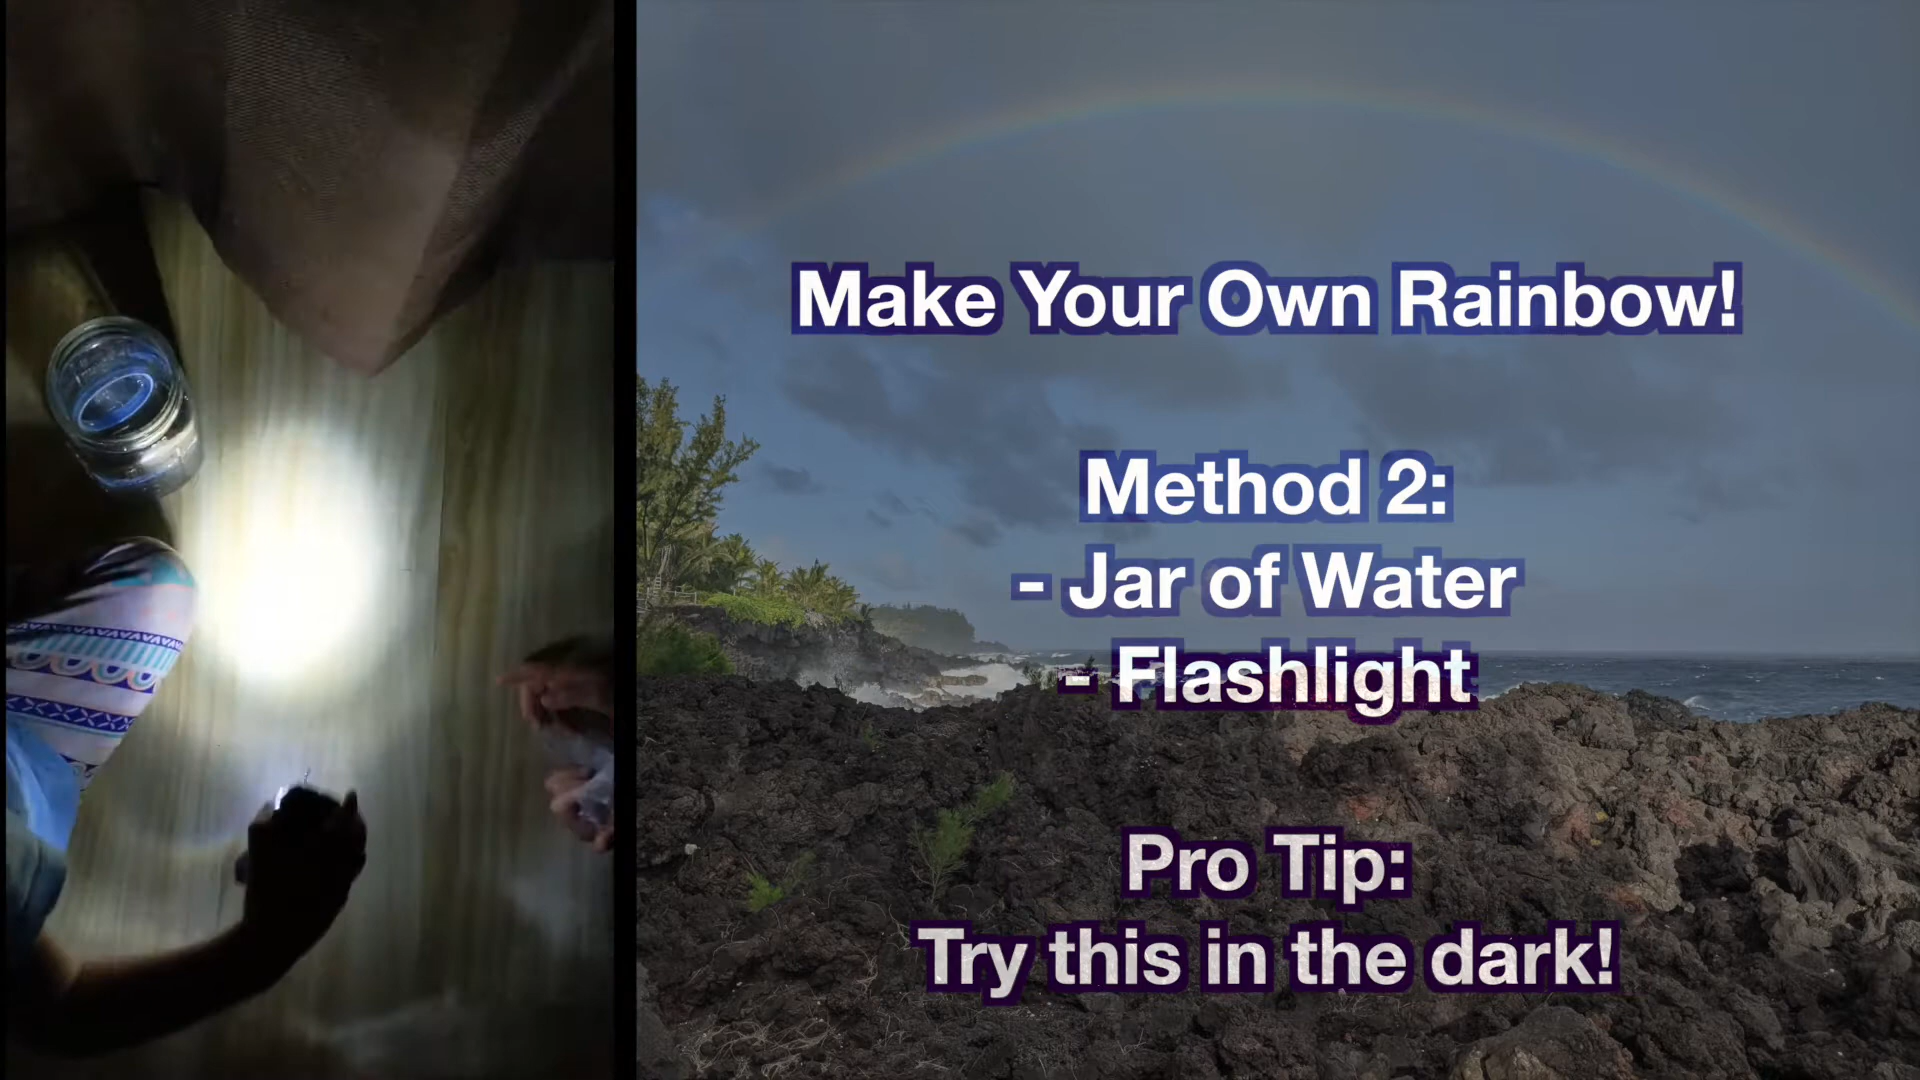 Make Your Own Rainbow!
Method 2:
- Jar of Water
- Flashlight
Pro Tip:
Try this in the dark!